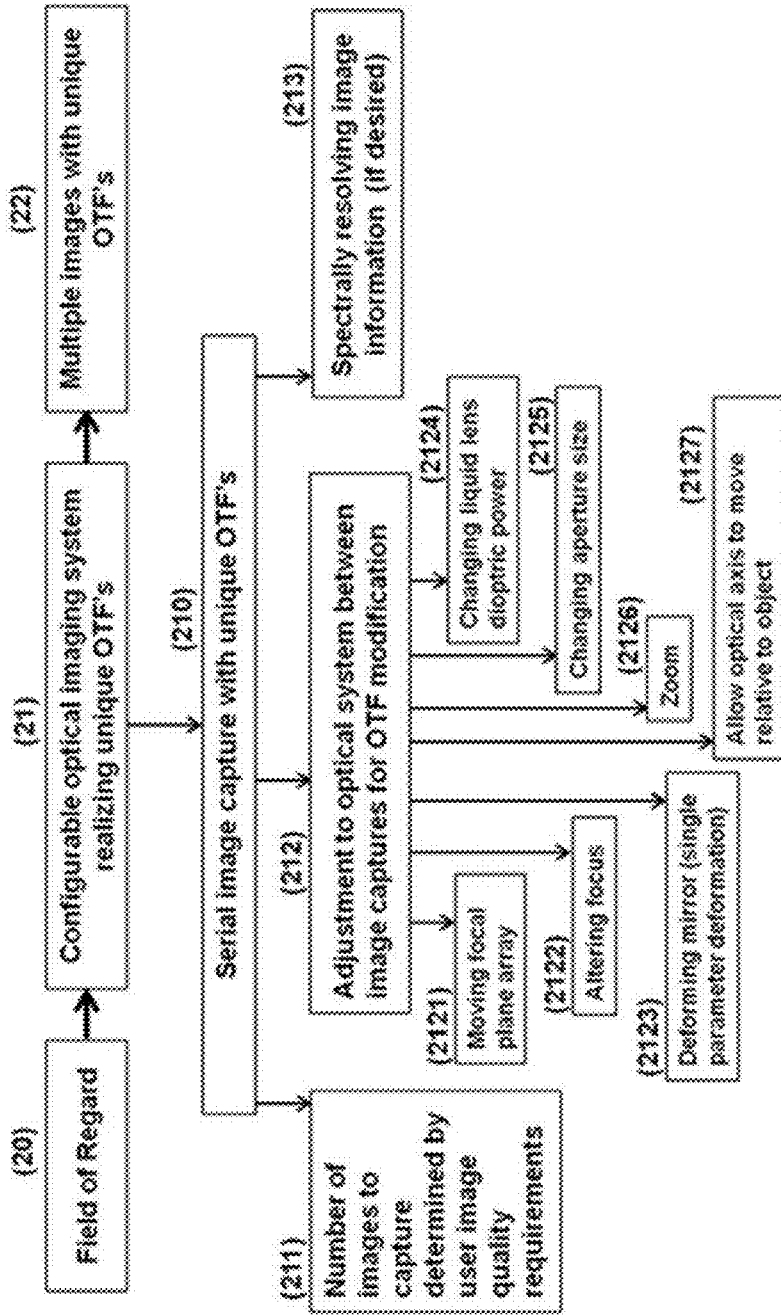 (20)
Field of Regard
(21)
Configurable optical imaging system
realizing unique OTF's
(22)
Multiple images with unique
OTF's
(210)
Serial image capture with unique OTF's
(211)
Number of
images to
capture
determined by
user image
quality
requirements
(212)
Adjustment to optical system between
image captures for OTF modification
(213)
Spectrally resolving image
information (if desired)
(2121)
Moving focal
plane array
(2122)
Altering focus
(2123)
Deforming mirror (single
parameter deformation)
(2124)
Changing liquid lens
dioptric power
(2125)
Changing aperture size
(2126)
Zoom
(2127)
Allow optical axis to move
relative to object